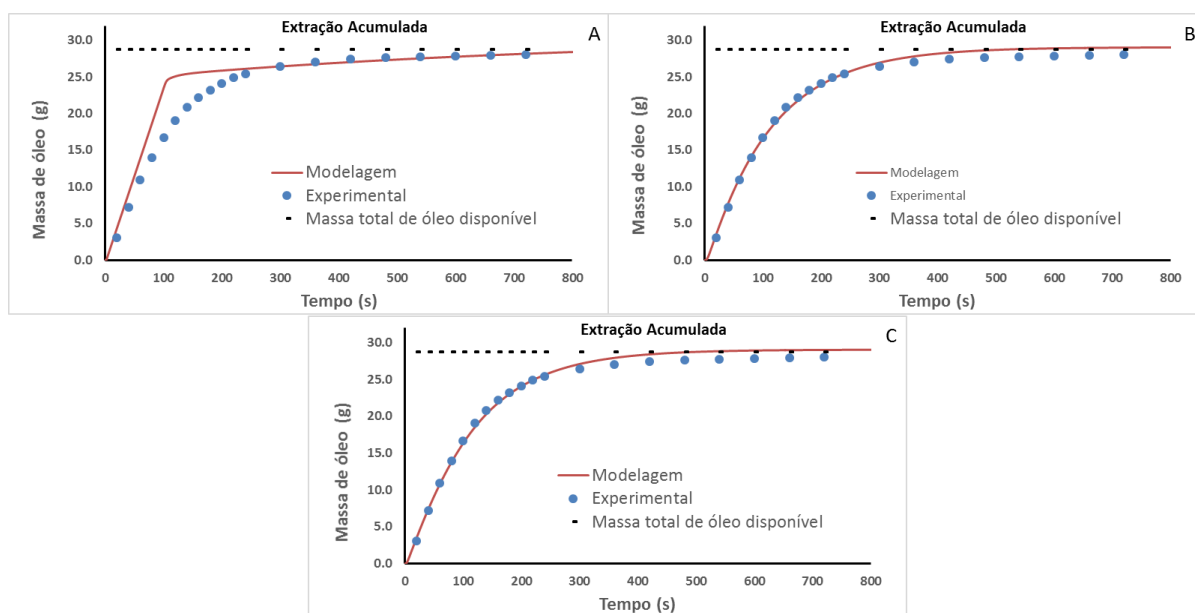 Extração Acumulada
A
Massa de óleo (g)
30.0
25.0
20.0
15.0
10.0
5.0
0.0
Modelagem
Experimental
Massa total de óleo disponível
0 100 200 300 400 500 600 700 800
Tempo (s)
Extração Acumulada
B
Massa de óleo (g)
30.0
25.0
20.0
15.0
10.0
5.0
0.0
Modelagem
Experimental
Massa total de óleo disponível
0 100 200 300 400 500 600 700 800
Tempo (s)
Extração Acumulada
C
Massa de óleo (g)
30.0
25.0
20.0
15.0
10.0
5.0
0.0
Modelagem
Experimental
Massa total de óleo disponível
0 100 200 300 400 500 600 700 800
Tempo (s)